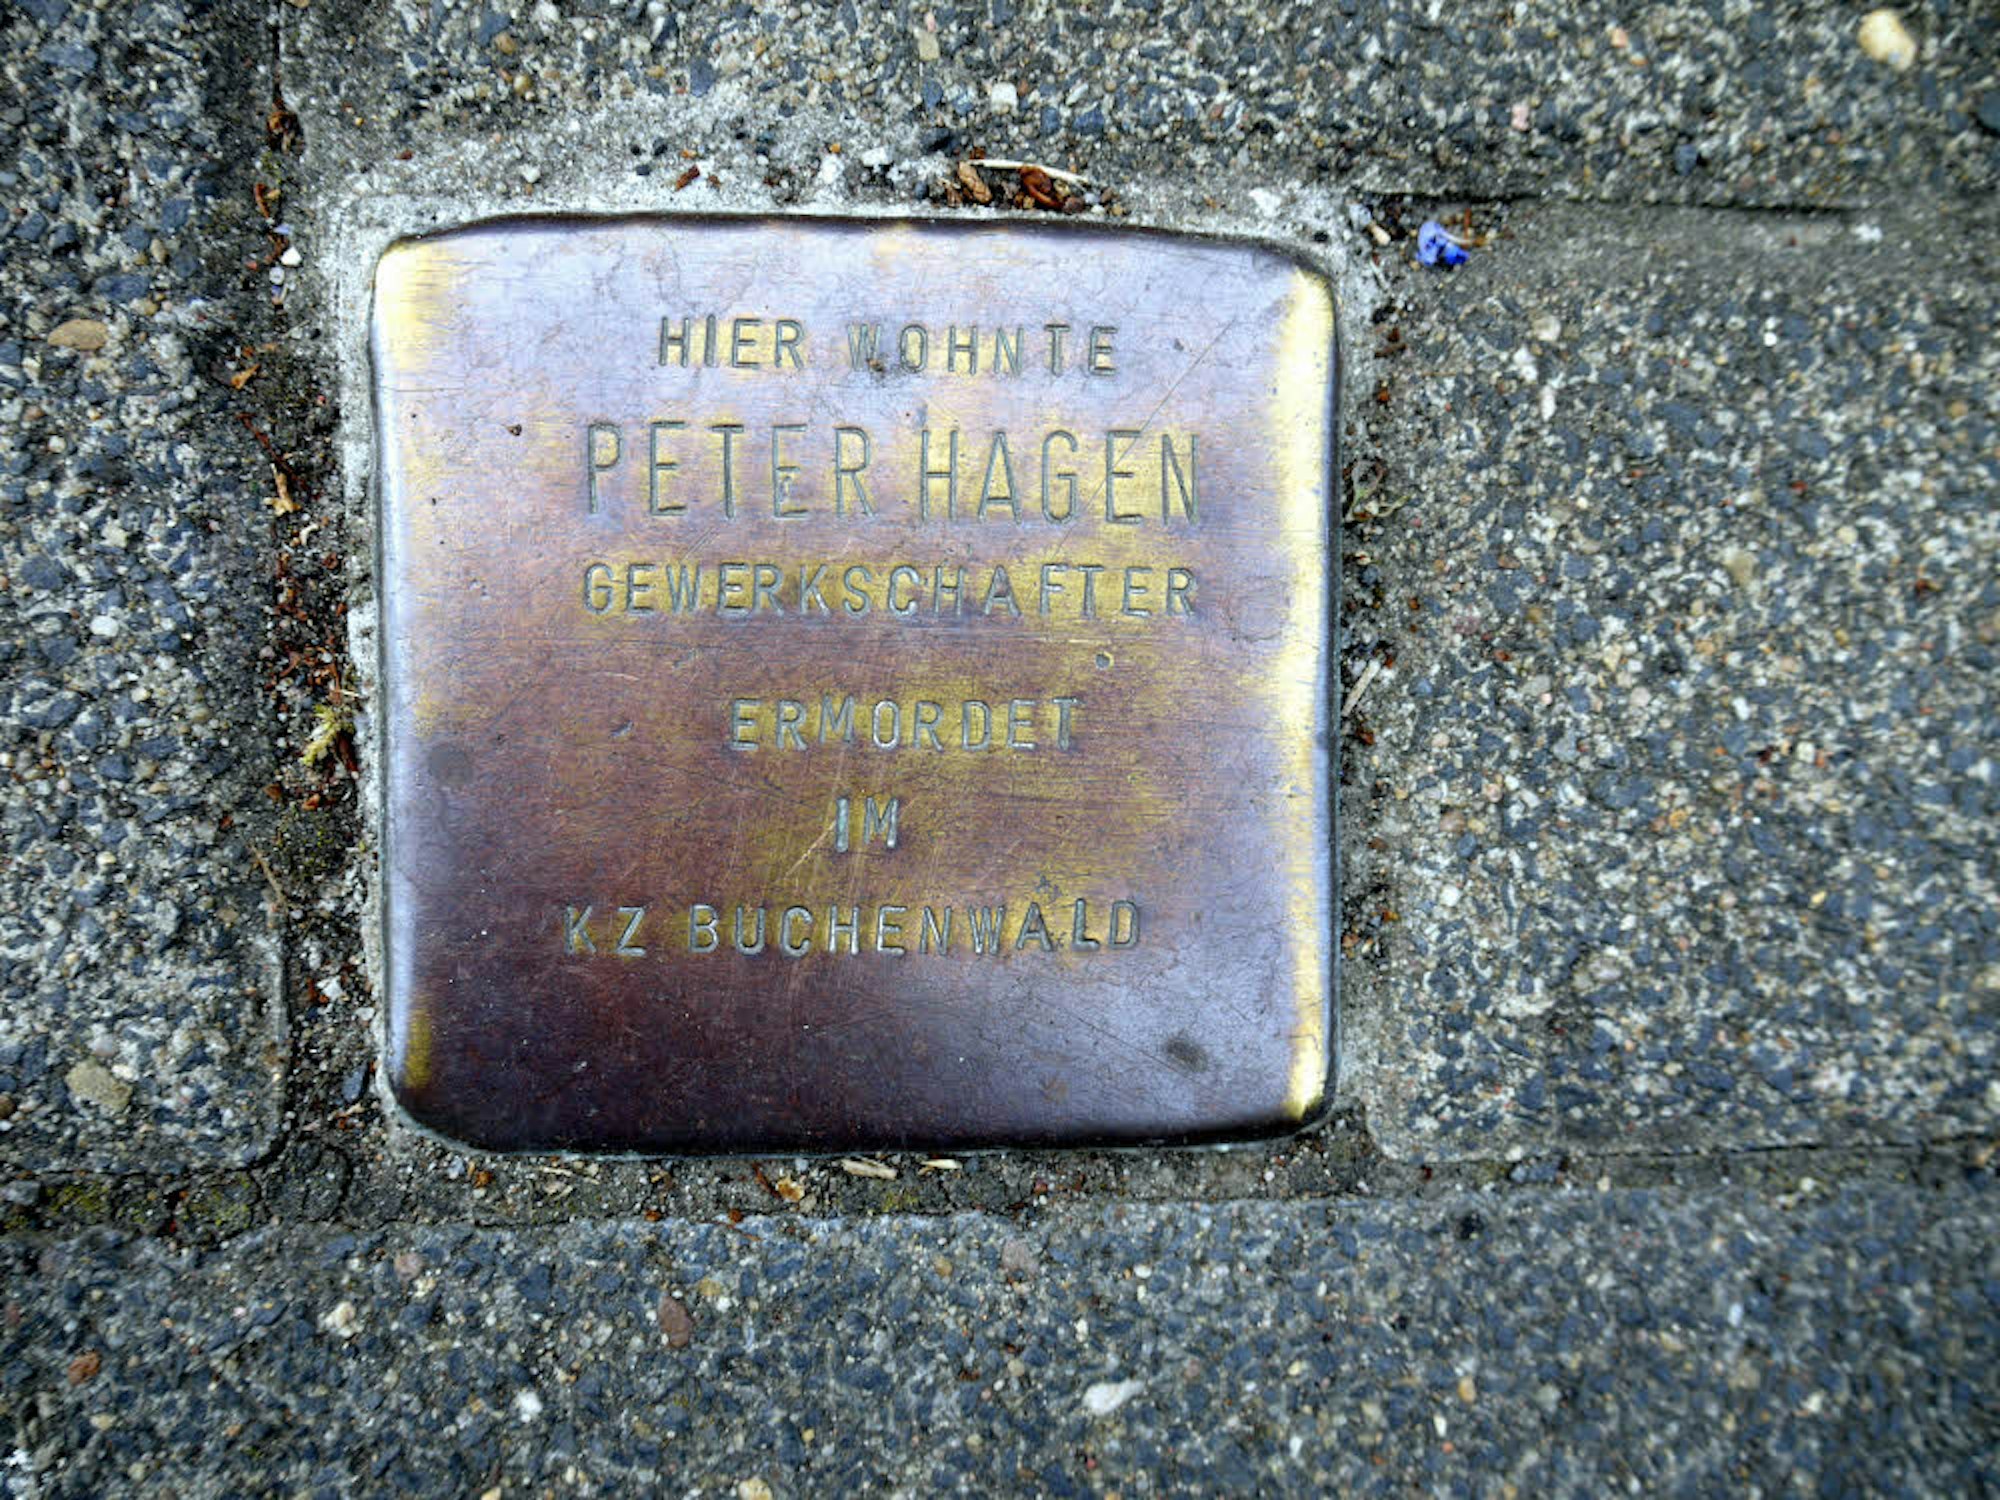 HIER WOHNTE
PETER HAGEN
GEWERKSCHAFTER
ERMORDET
IM
KZ BUCHENWALD